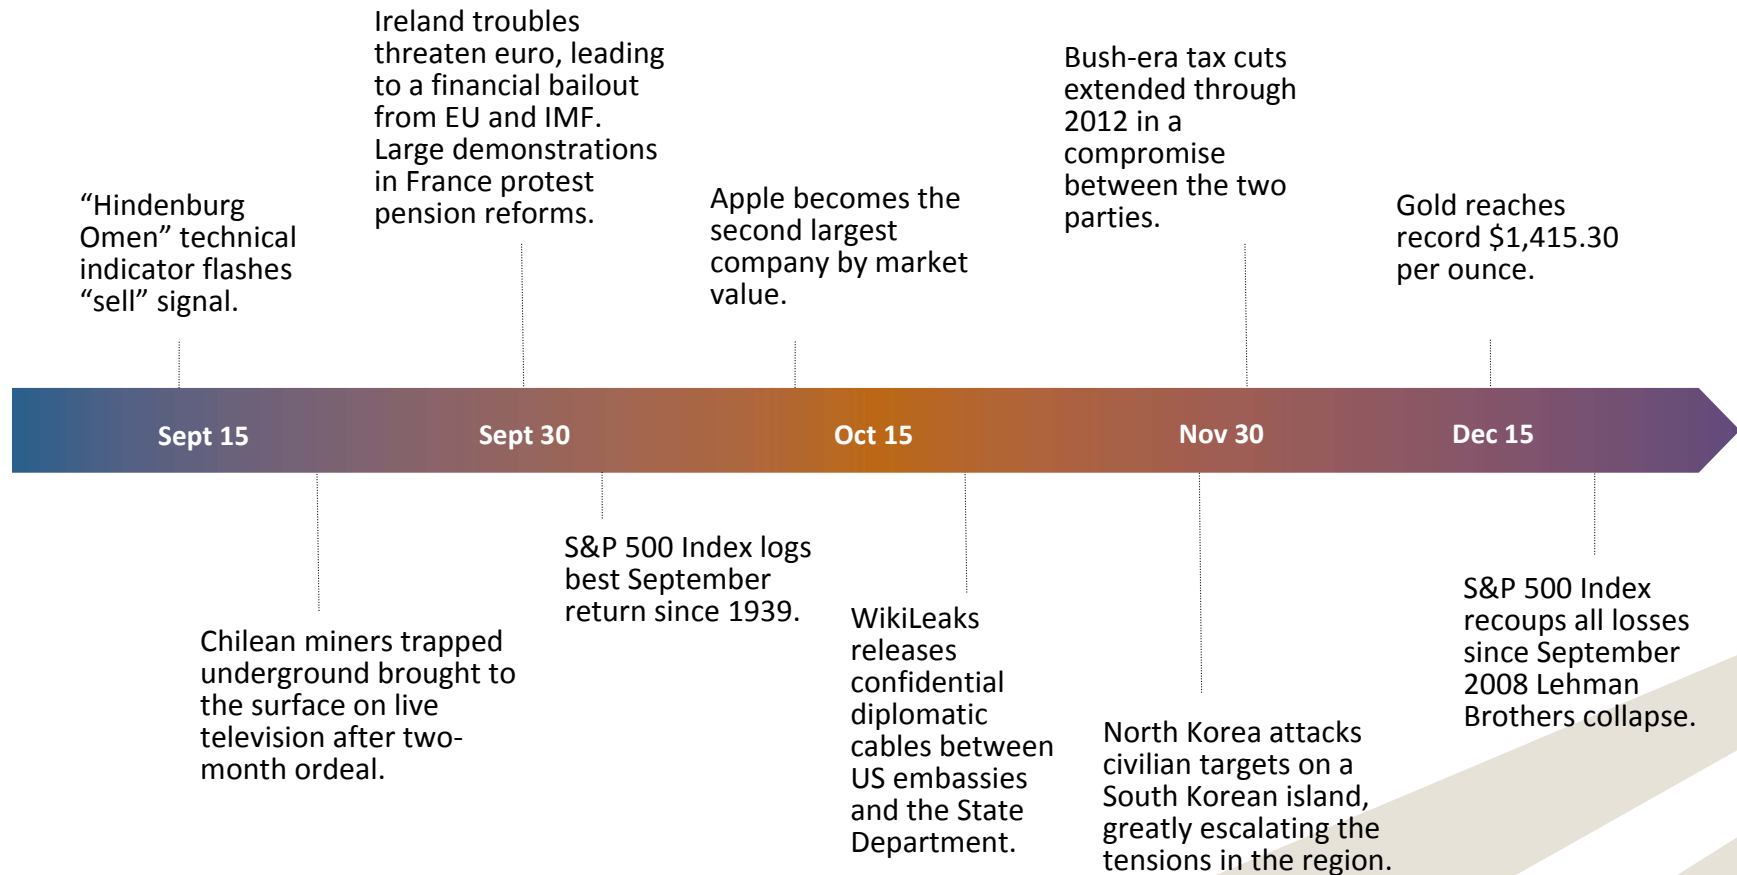 Ireland troubles
threaten euro, leading
to a financial bailout
from EU and IMF.
Large demonstrations
in France protest
pension reforms.
Bush-era tax cuts
extended through
2012 in a
compromise
between the two
parties.
“Hindenburg
Omen” technical
indicator flashes
“sell” signal.
Apple becomes the
second largest
company by market
value.
Gold reaches
record $1,415.30
per ounce.
Sept 15
Sept 30
Oct 15
Nov 30
Dec 15
Chilean miners trapped
underground brought to
the surface on live
television after two-
month ordeal.
S&P 500 Index logs
best September
return since 1939.
WikiLeaks
releases
confidential
diplomatic
cables between
US embassies
and the State
Department.
North Korea attacks
civilian targets on a
South Korean island,
greatly escalating the
tensions in the region.
S&P 500 Index
recoups all losses
since September
2008 Lehman
Brothers collapse.